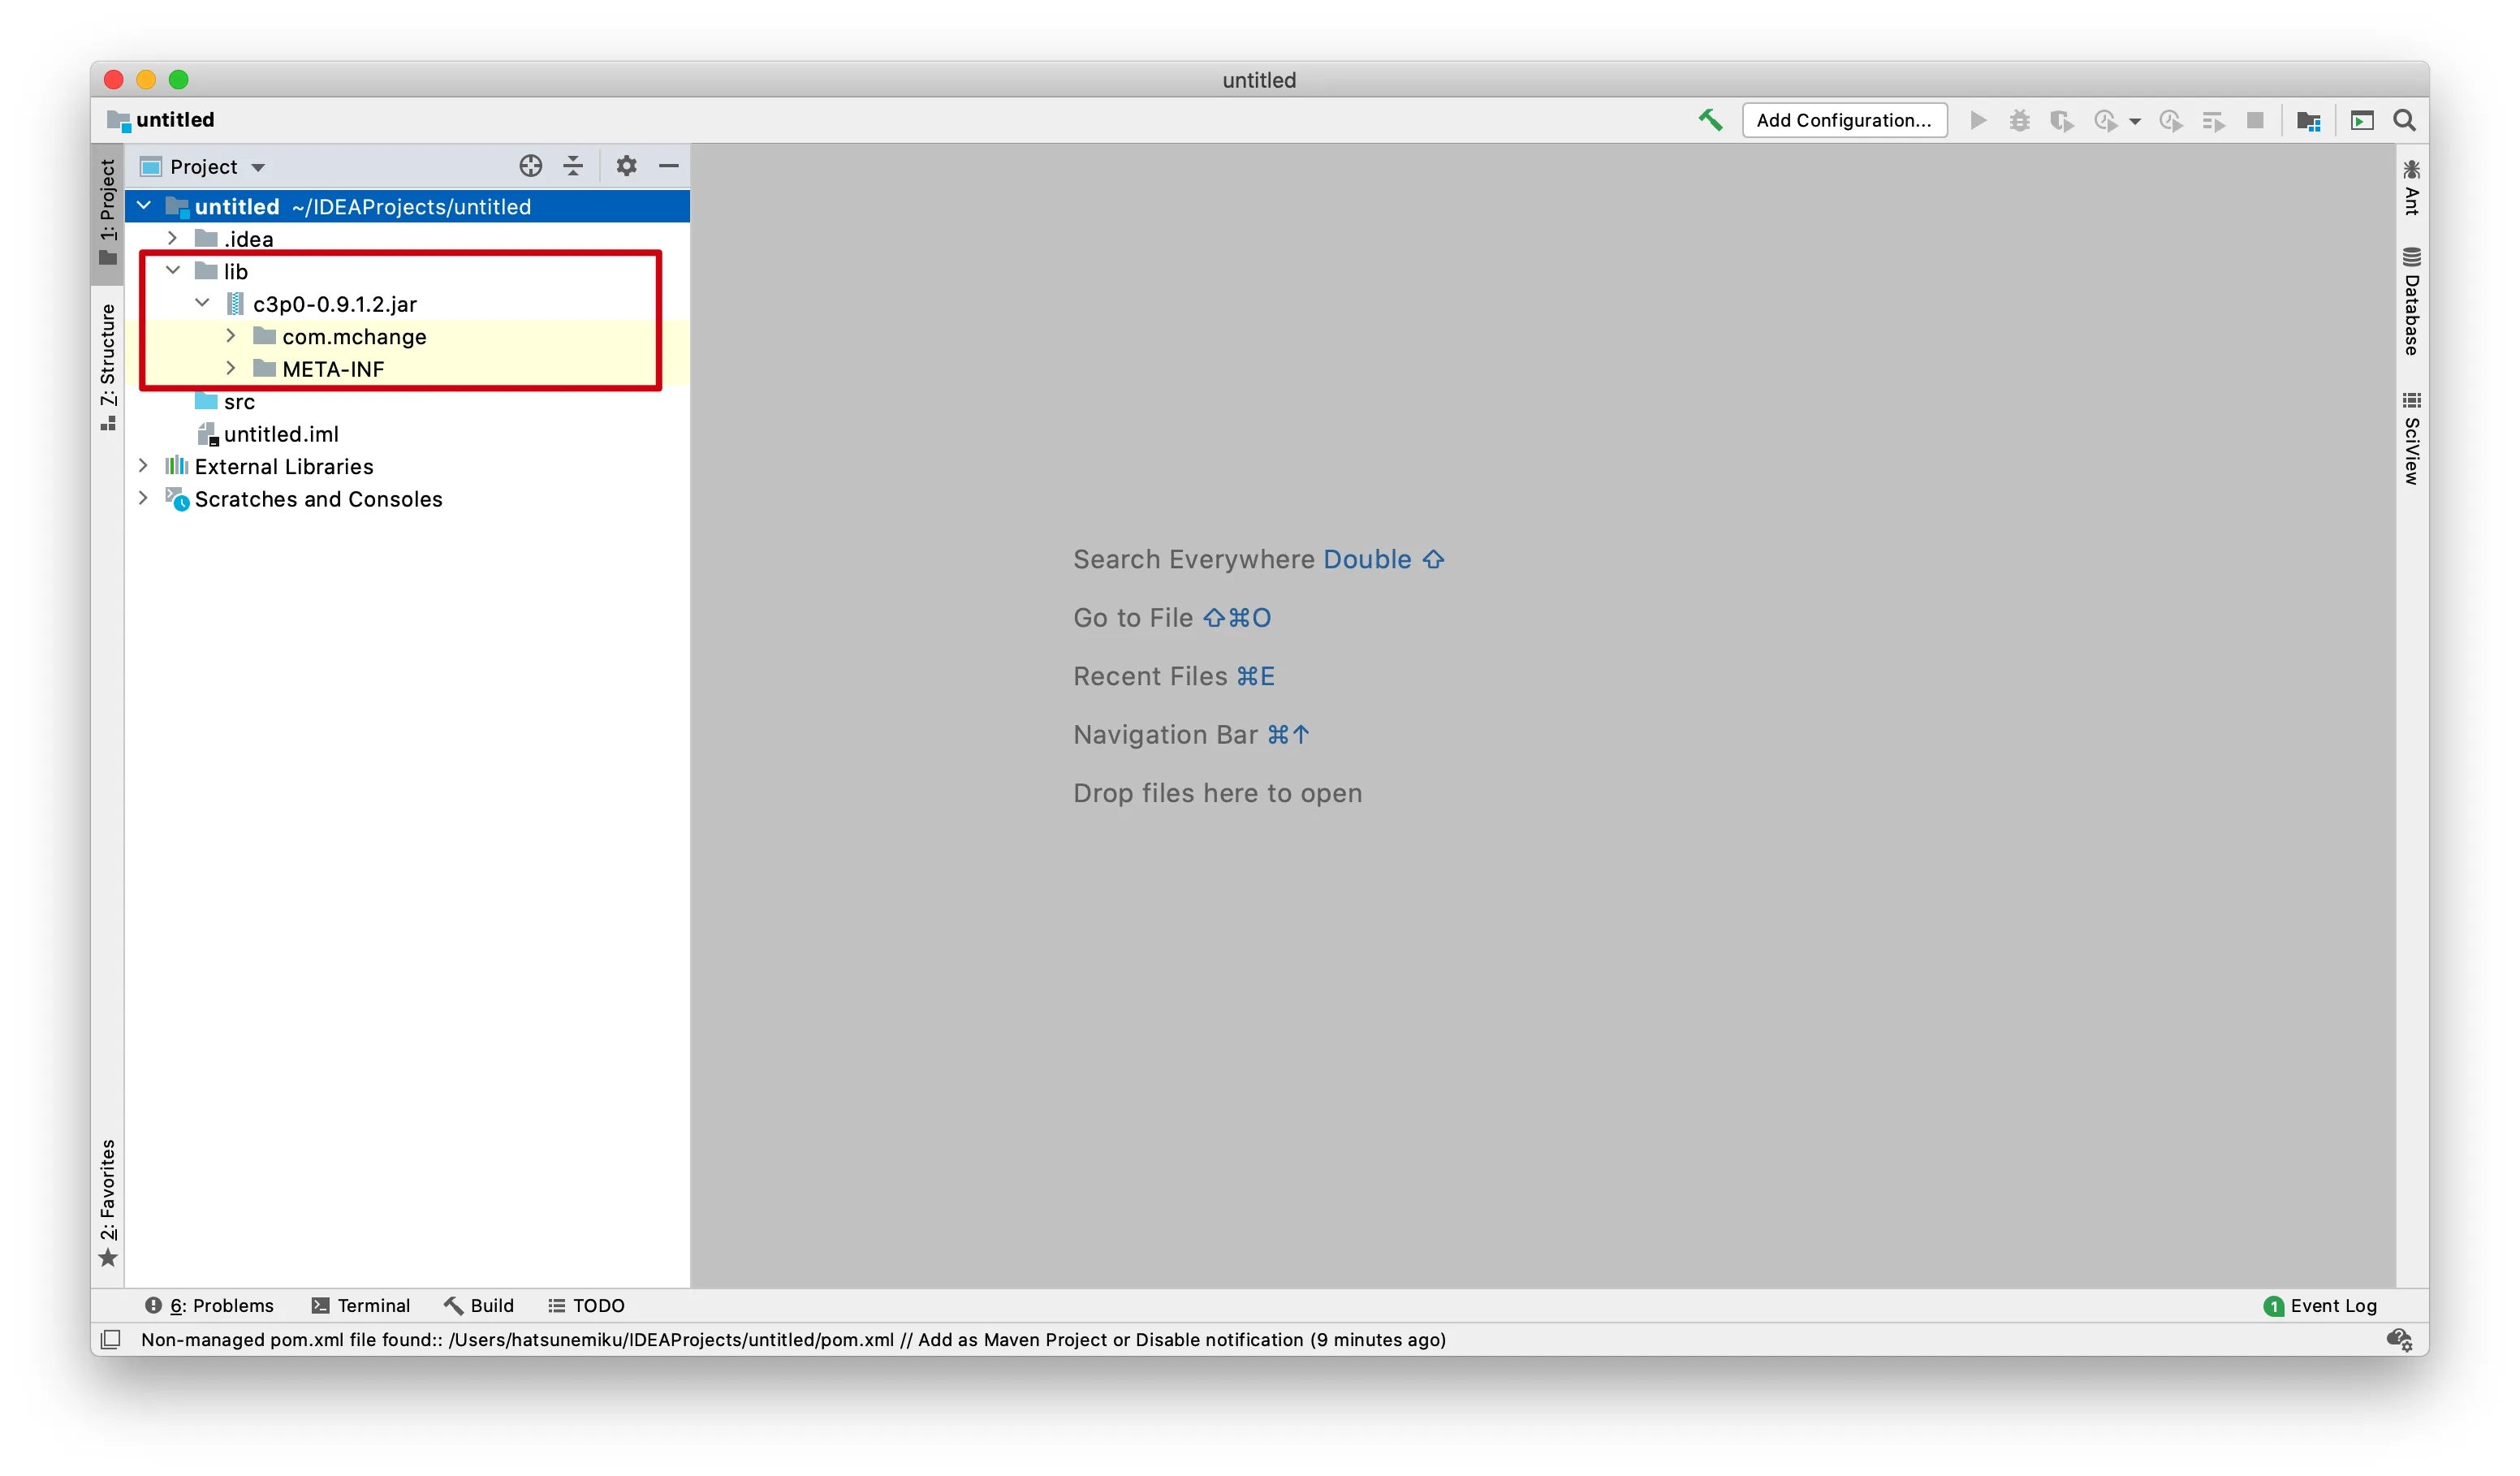 untitled
untitled
Add Configuration...
1: Project
Project
untitled ~/IDEAProjects/untitled
.idea
lib
c3p0-0.9.1.2.jar
com.mchange
META-INF
src
untitled.iml
External Libraries
Scratches and Consoles
Z: Structure
2: Favorites
Search Everywhere Double ⇧
Go to File ⇧⌘O
Recent Files ⌘E
Navigation Bar ⌘↑
Drop files here to open
Ant
Database
SciView
6: Problems
Terminal
Build
TODO
1 Event Log
Non-managed pom.xml file found:: /Users/hatsunemiku/IDEAProjects/untitled/pom.xml // Add as Maven Project or Disable notification (9 minutes ago)